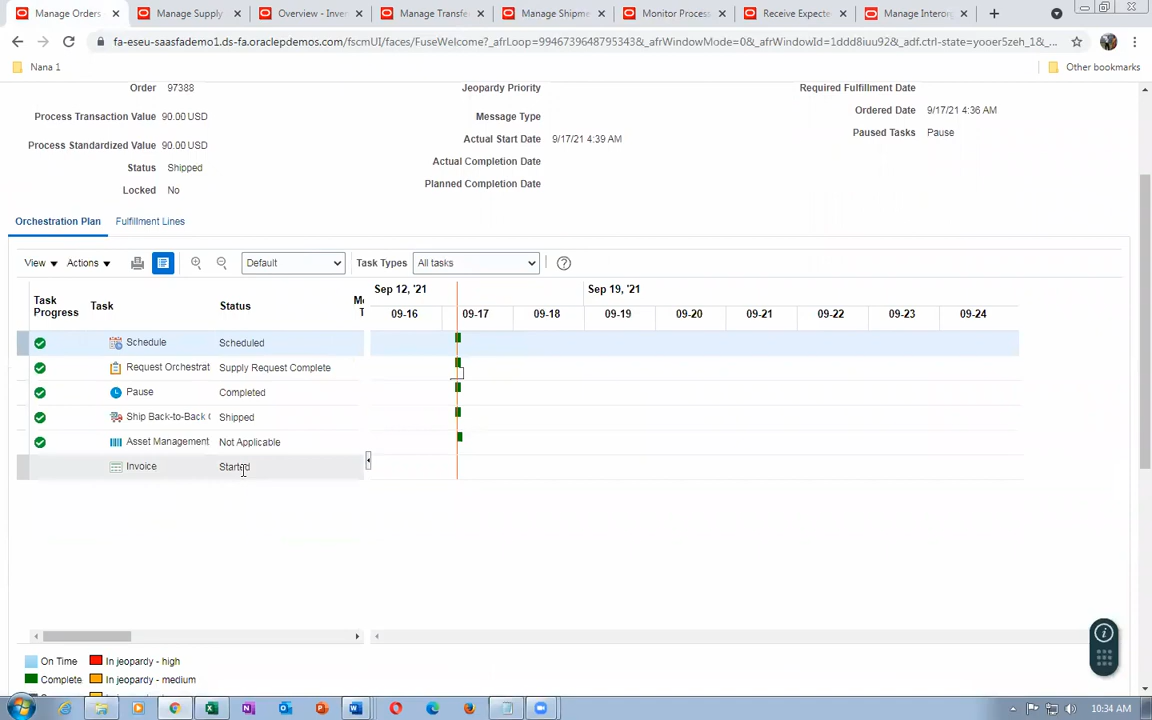 Manage Orders
Manage Supply
Overview - Inve
Manage Transfe
Manage Shipme
Monitor Process
Receive Expecte
Manage Interorg
fa-eseu-saasfademo1.ds-fa.oraclepdemos.com/fscmUI/faces/FuseWelcome?_afrLoop=9946739648795343&_afrWindowMode=0&_afrWindowId=1ddd8iuu92&_adf.ctrl-state=yooer5zeh_1&_...
Nana 1
Other bookmarks
Order 97388
Jeopardy Priority
Required Fulfillment Date
Process Transaction Value 90.00 USD
Message Type
Ordered Date 9/17/21 4:36 AM
Process Standardized Value 90.00 USD
Actual Start Date 9/17/21 4:39 AM
Paused Tasks Pause
Status Shipped
Actual Completion Date
Locked No
Planned Completion Date
Orchestration Plan
Fulfillment Lines
View
Actions
Default
Task Types
All tasks
Task Progress
Task
Status
Sep 12, '21
Sep 19, '21
09-16
09-17
09-18
09-19
09-20
09-21
09-22
09-23
09-24
Schedule Scheduled
Request Orchestrat Supply Request Complete
Pause Completed
Ship Back-to-Back Shipped
Asset Management Not Applicable
Invoice Started
On Time
In jeopardy - high
Complete
In jeopardy - medium
10:34 AM